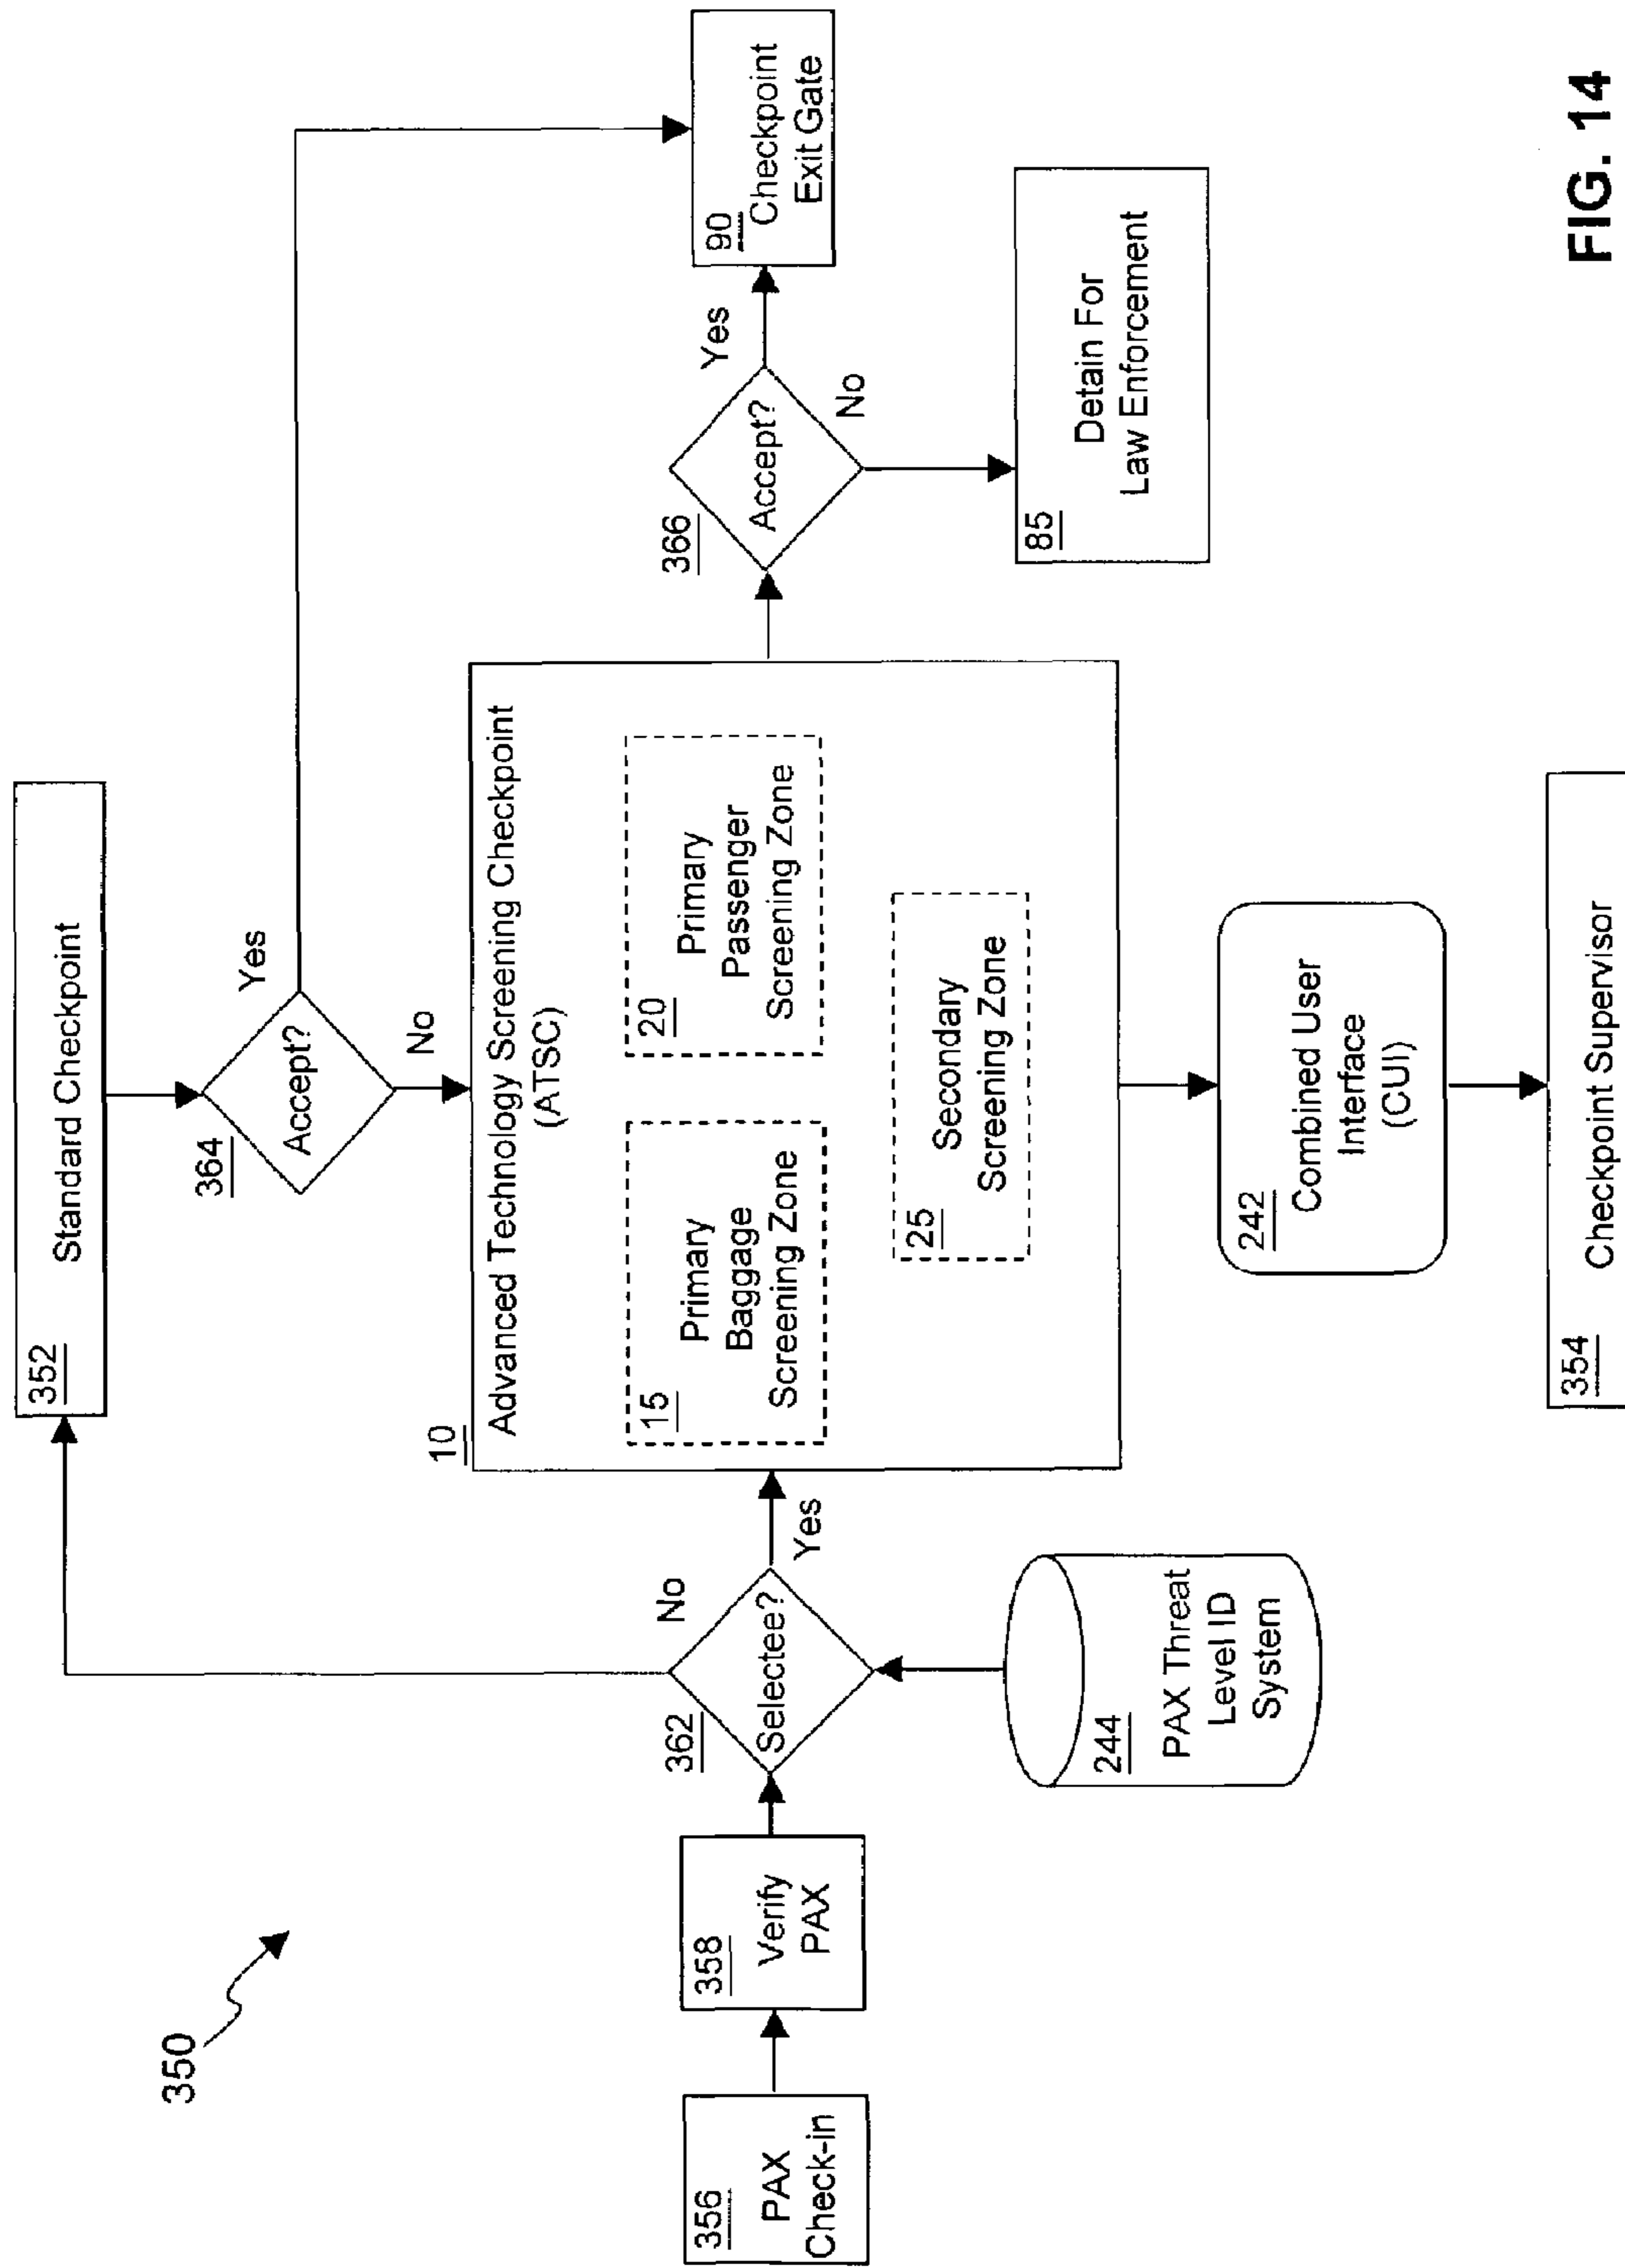 350
352
Standard Checkpoint
364
Accept?
Yes
No
10
Advanced Technology Screening Checkpoint
(ATSC)
15
Primary
Baggage
Screening Zone
20
Primary
Passenger
Screening Zone
25
Secondary
Screening Zone
356
PAX
Check-in
358
Verify
PAX
362
Selectee?
No
Yes
244
PAX Threat
Level ID
System
366
Accept?
Yes
No
90
Checkpoint
Exit Gate
85
Detain For
Law Enforcement
242
Combined User
Interface
(CUI)
354
Checkpoint Supervisor
FIG. 14